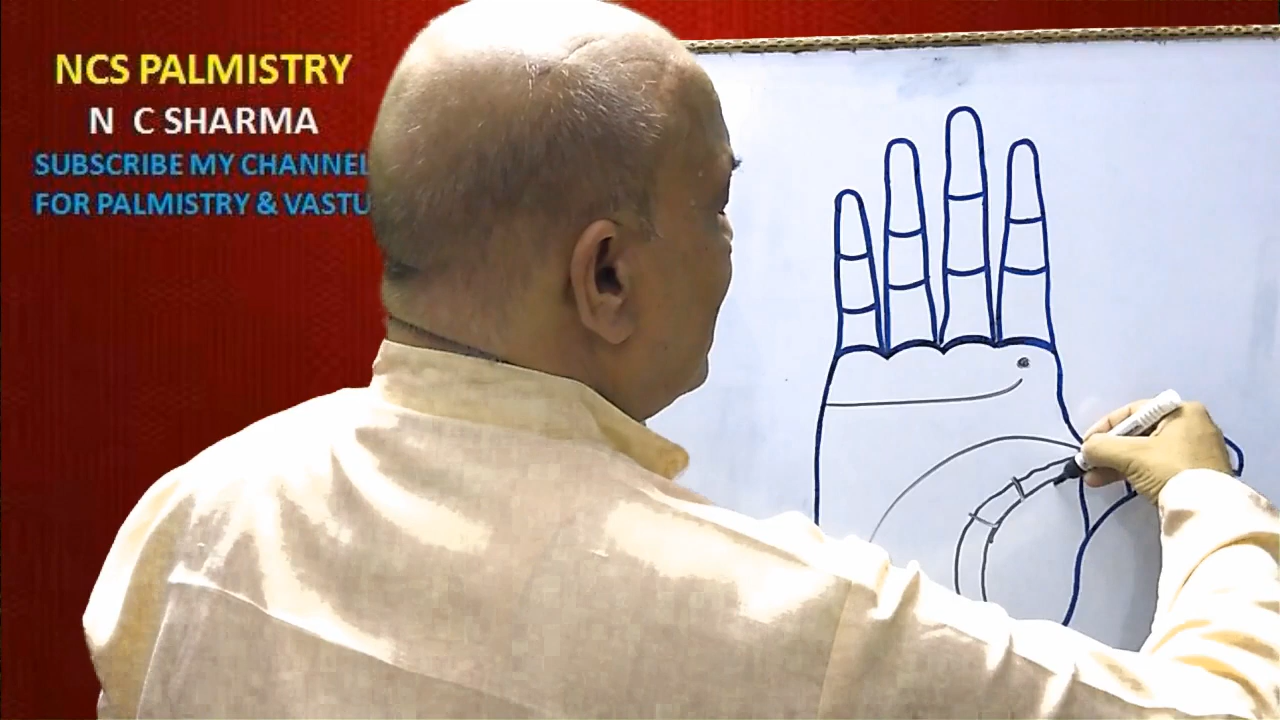 NCS PALMISTRY
N C SHARMA
SUBSCRIBE MY CHANNEL
FOR PALMISTRY & VASTU